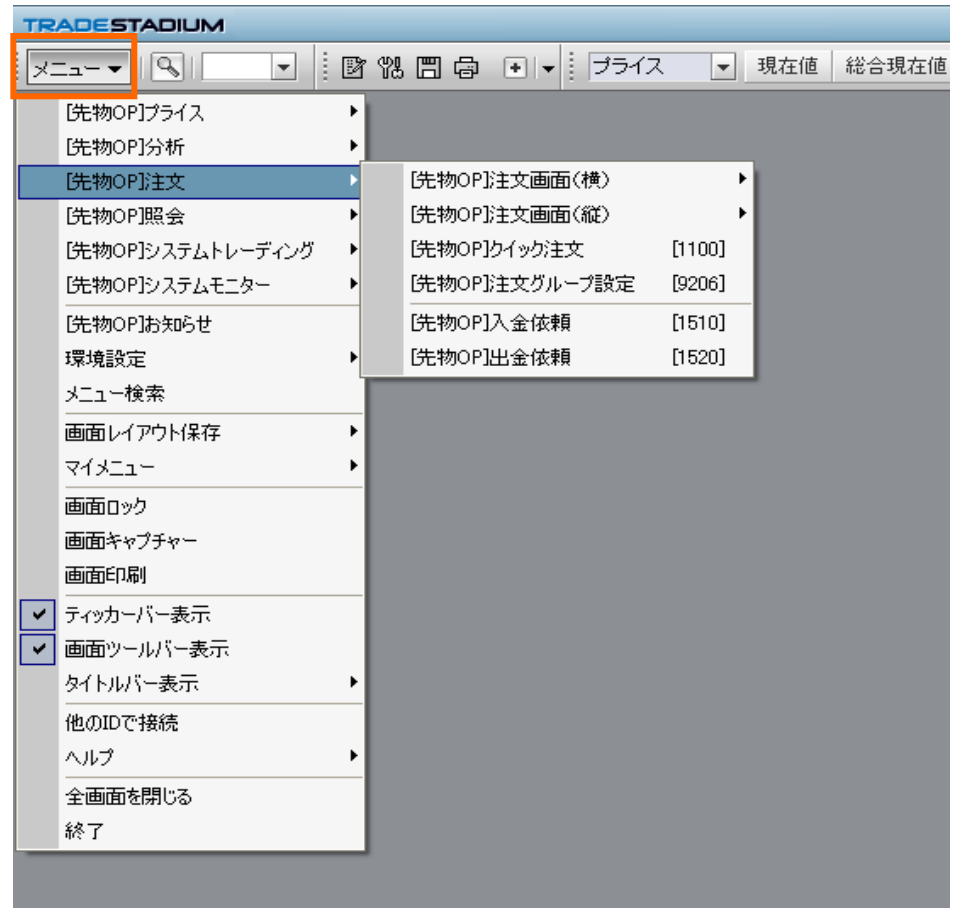 TRADESTADIUM
メニュー プライス 現在値 総合現在値
[先物OP]プライス
[先物OP]分析
[先物OP]注文
[先物OP]照会
[先物OP]システムトレーディング
[先物OP]システムモニター
[先物OP]お知らせ
環境設定
メニュー検索
画面レイアウト保存
マイメニュー
画面ロック
画面キャプチャー
画面印刷
ティッカーバー表示
画面ツールバー表示
タイトルバー表示
他のIDで接続
ヘルプ
全画面を閉じる
終了
[先物OP]注文画面(横)
[先物OP]注文画面(縦)
[先物OP]クイック注文 [1100]
[先物OP]注文グループ設定 [9206]
[先物OP]入金依頼 [1510]
[先物OP]出金依頼 [1520]